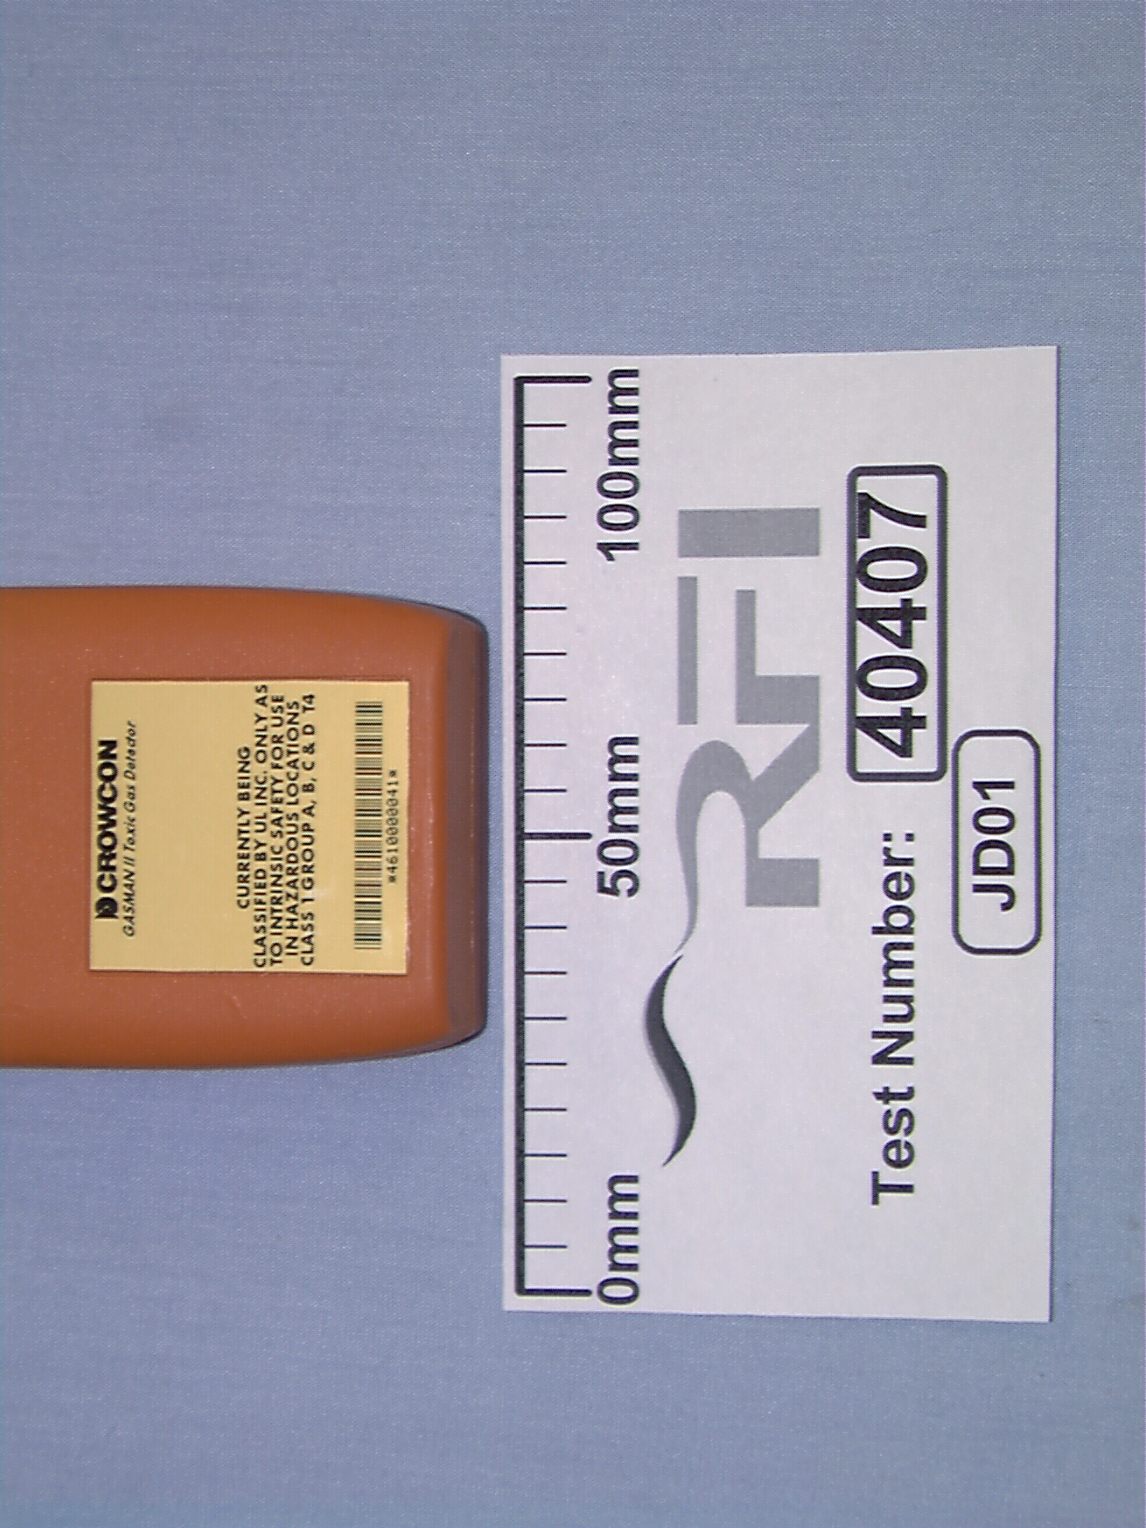 CROWCON
GASMAN II Toxic Gas Detector
CURRENTLY BEING
CLASSIFIED BY UL INC. ONLY AS
TO INTRINSIC SAFETY FOR USE
IN HAZARDOUS LOCATIONS
CLASS 1 GROUP A, B, C & D T4
*4610000041*
0mm 50mm 100mm
RFI
Test Number: 40407
JD01